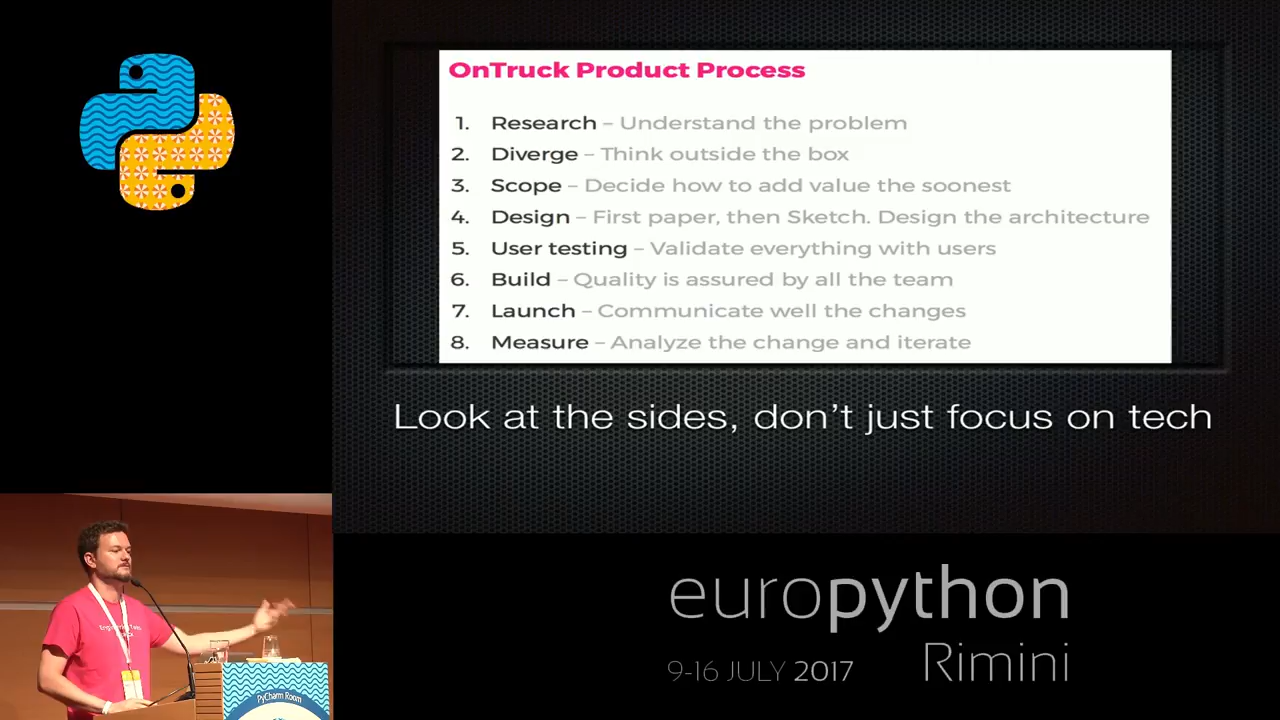 OnTruck Product Process
1. Research – Understand the problem
2. Diverge – Think outside the box
3. Scope – Decide how to add value the soonest
4. Design – First paper, then Sketch. Design the architecture
5. User testing – Validate everything with users
6. Build – Quality is assured by all the team
7. Launch – Communicate well the changes
8. Measure – Analyze the change and iterate
Look at the sides, don't just focus on tech
europython
9-16 JULY 2017 Rimini
PyCharm Room